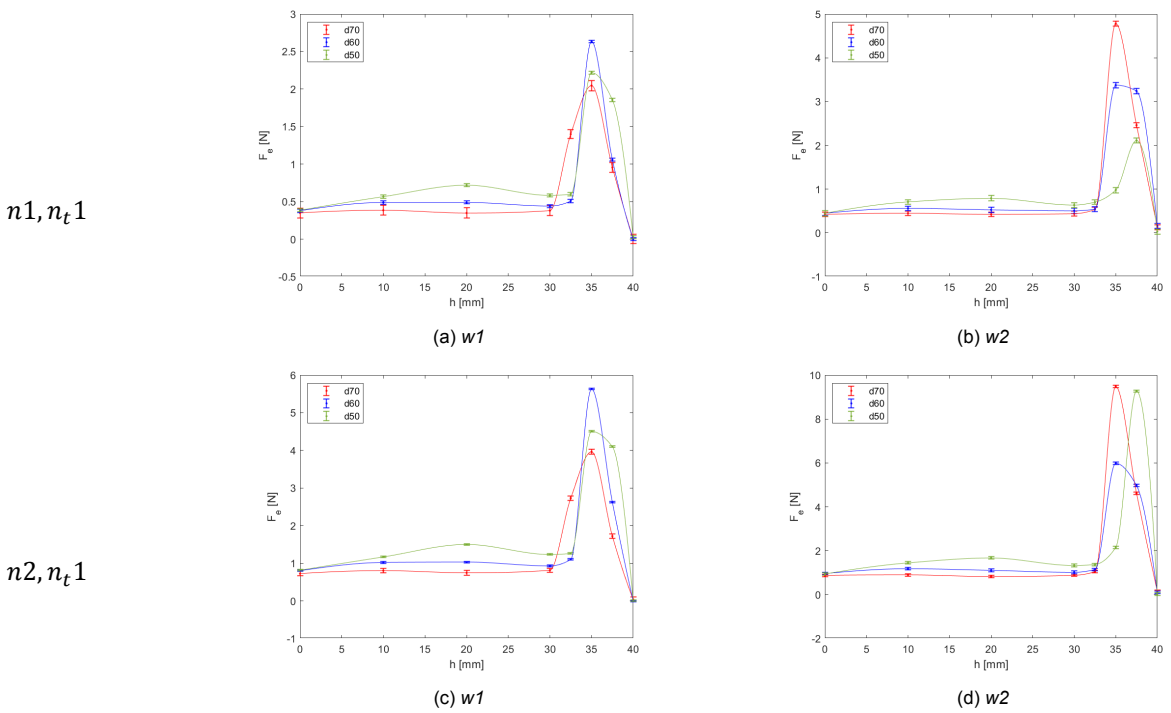 3
2.5
2
1.5
1
0.5
0
-0.5
F_e [N]
d70
d60
d50
0 5 10 15 20 25 30 35 40
h [mm]
(a) w1
5
4
3
2
1
0
-1
F_e [N]
d70
d60
d50
0 5 10 15 20 25 30 35 40
h [mm]
(b) w2
n1, n_t1
6
5
4
3
2
1
0
-1
F_e [N]
d70
d60
d50
0 5 10 15 20 25 30 35 40
h [mm]
(c) w1
10
8
6
4
2
0
-2
F_e [N]
d70
d60
d50
0 5 10 15 20 25 30 35 40
h [mm]
(d) w2
n2, n_t1